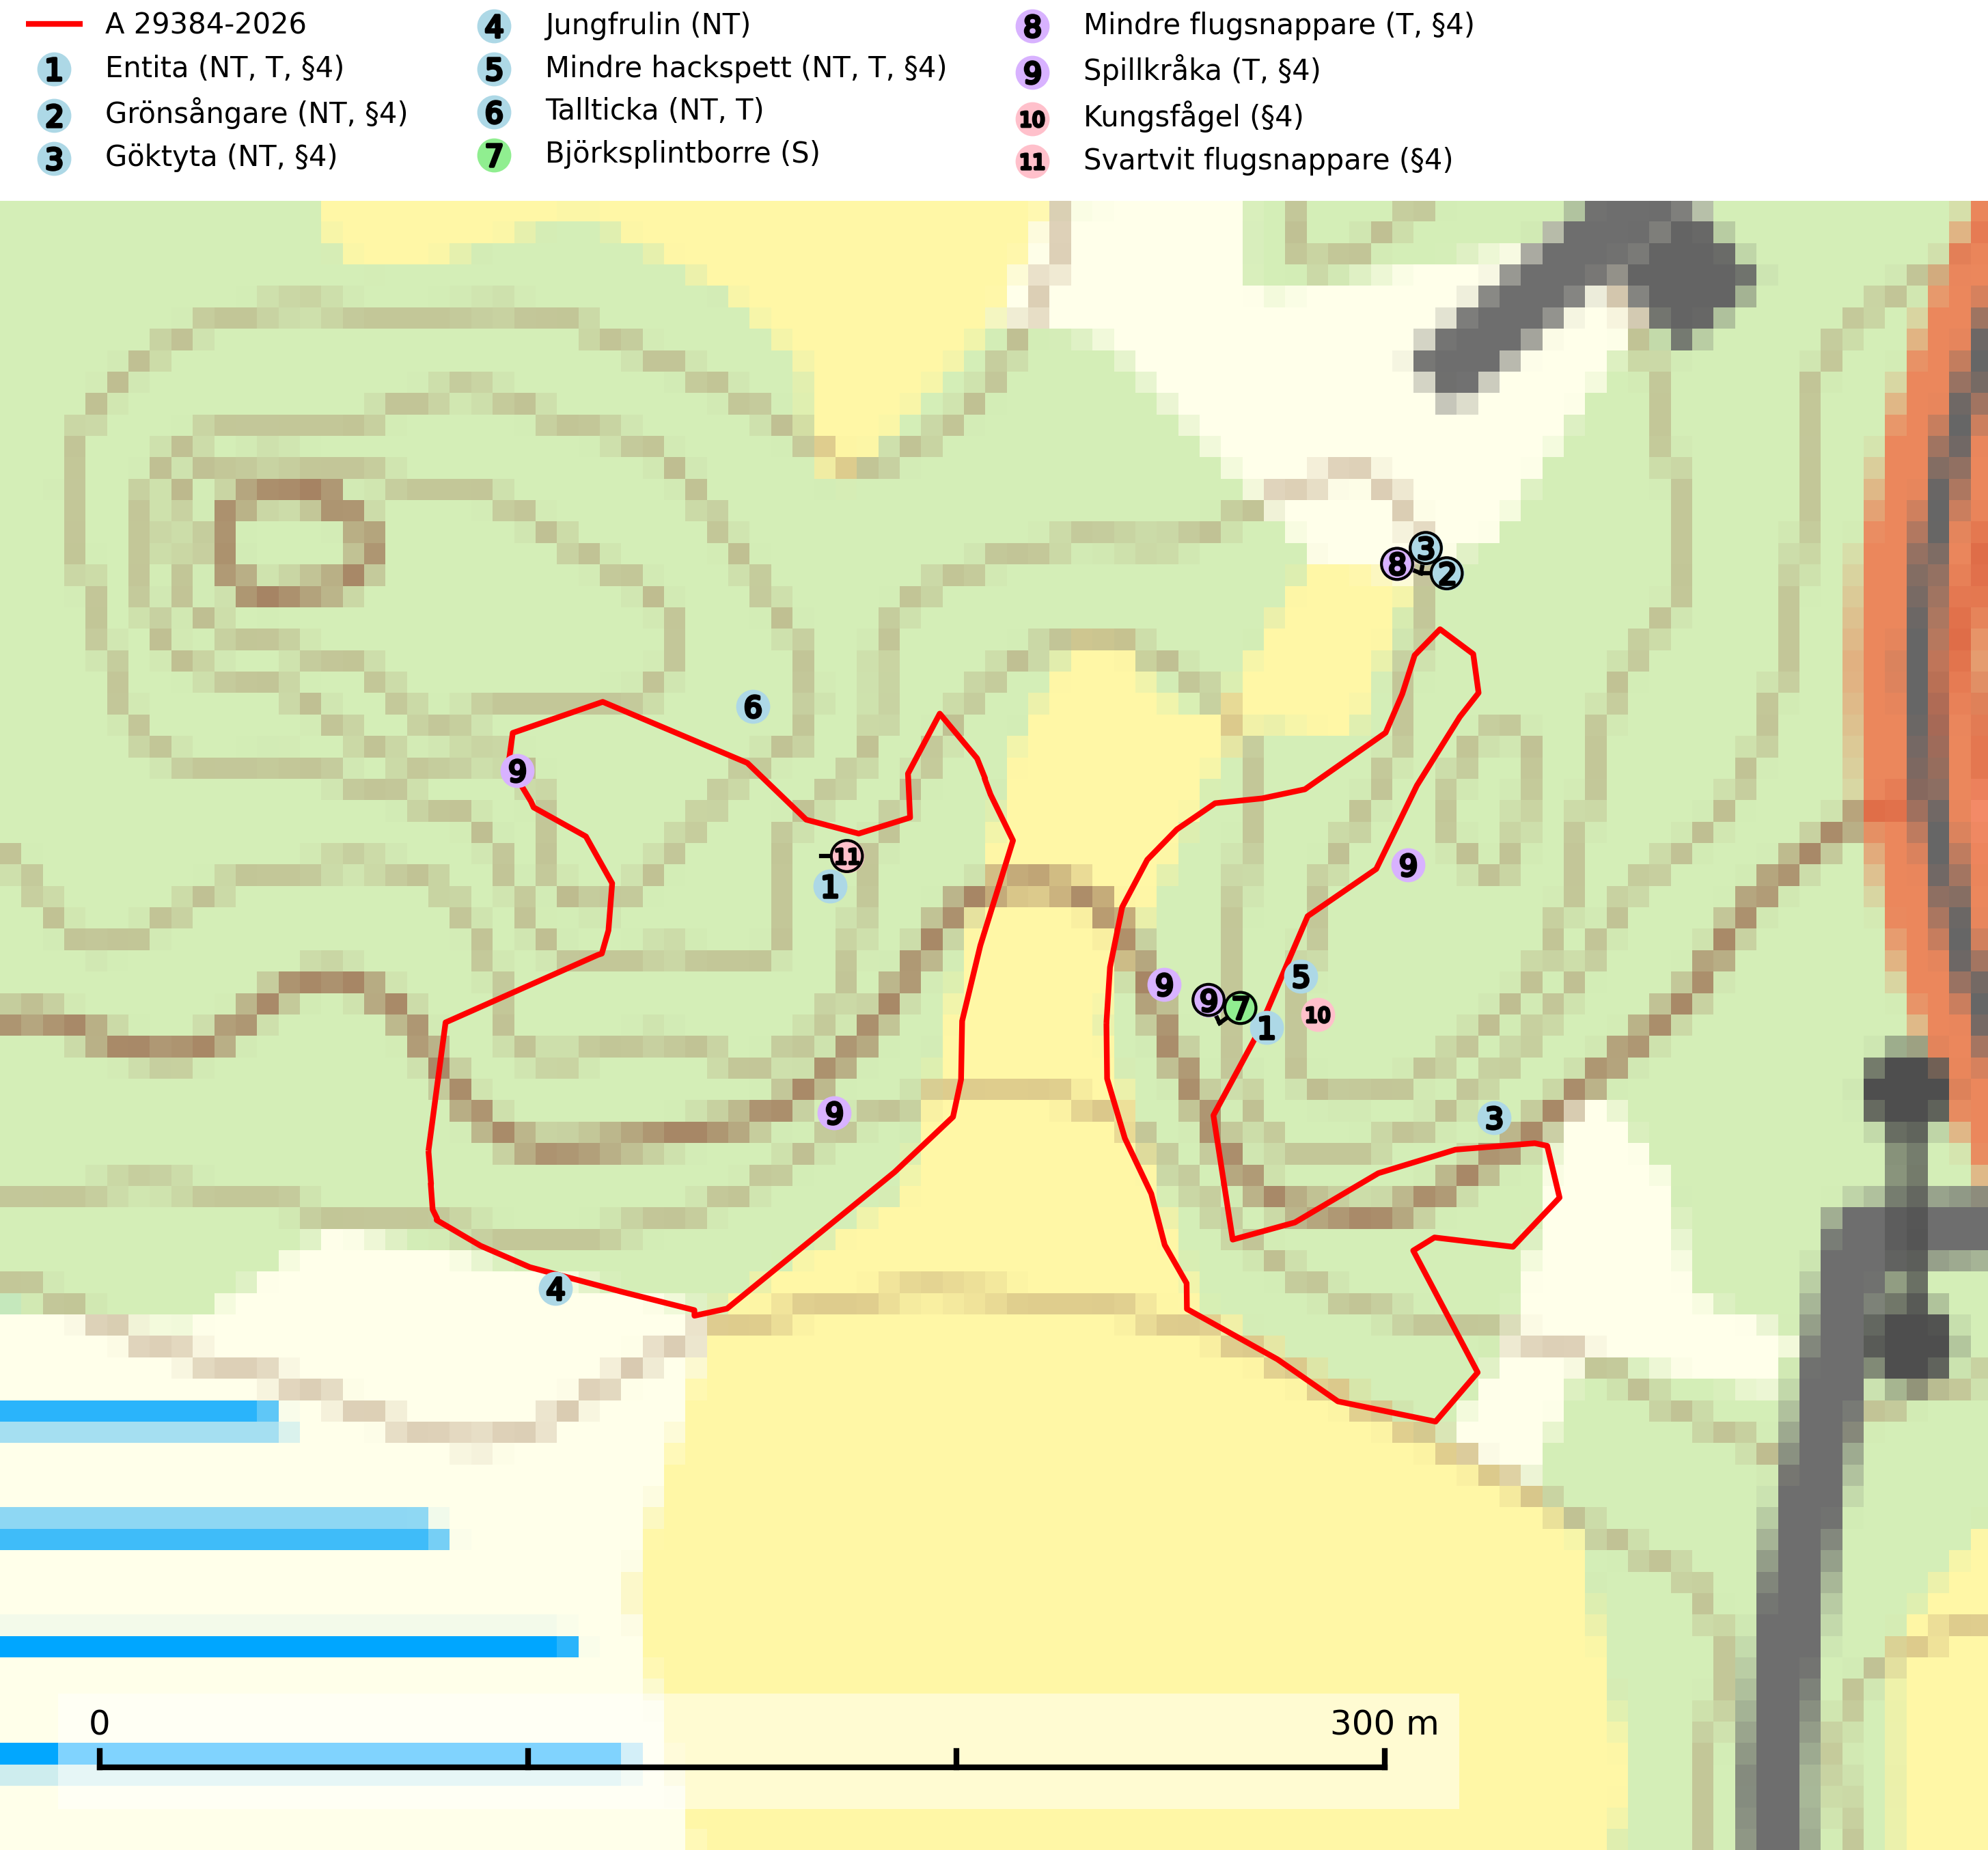 A 29384-2026
1 Entita (NT, T, §4)
2 Grönsångare (NT, §4)
3 Göktyta (NT, §4)
4 Jungfrulin (NT)
5 Mindre hackspett (NT, T, §4)
6 Tallticka (NT, T)
7 Björksplintborre (S)
8 Mindre flugsnappare (T, §4)
9 Spillkråka (T, §4)
10 Kungsfågel (§4)
11 Svartvit flugsnappare (§4)
3
8 2
6
9
11
9
1
5
9
9 7
10
1
9
3
4
0 300 m